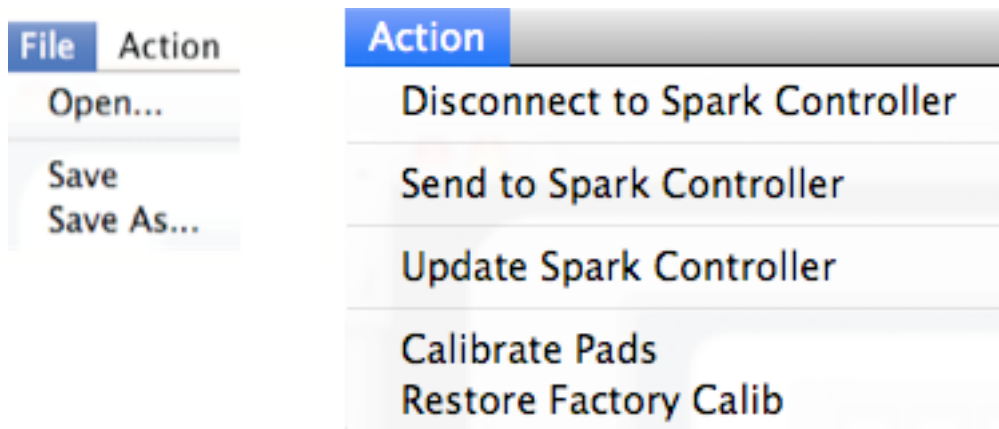 File Action
Open...
Save
Save As...
Action
Disconnect to Spark Controller
Send to Spark Controller
Update Spark Controller
Calibrate Pads
Restore Factory Calib